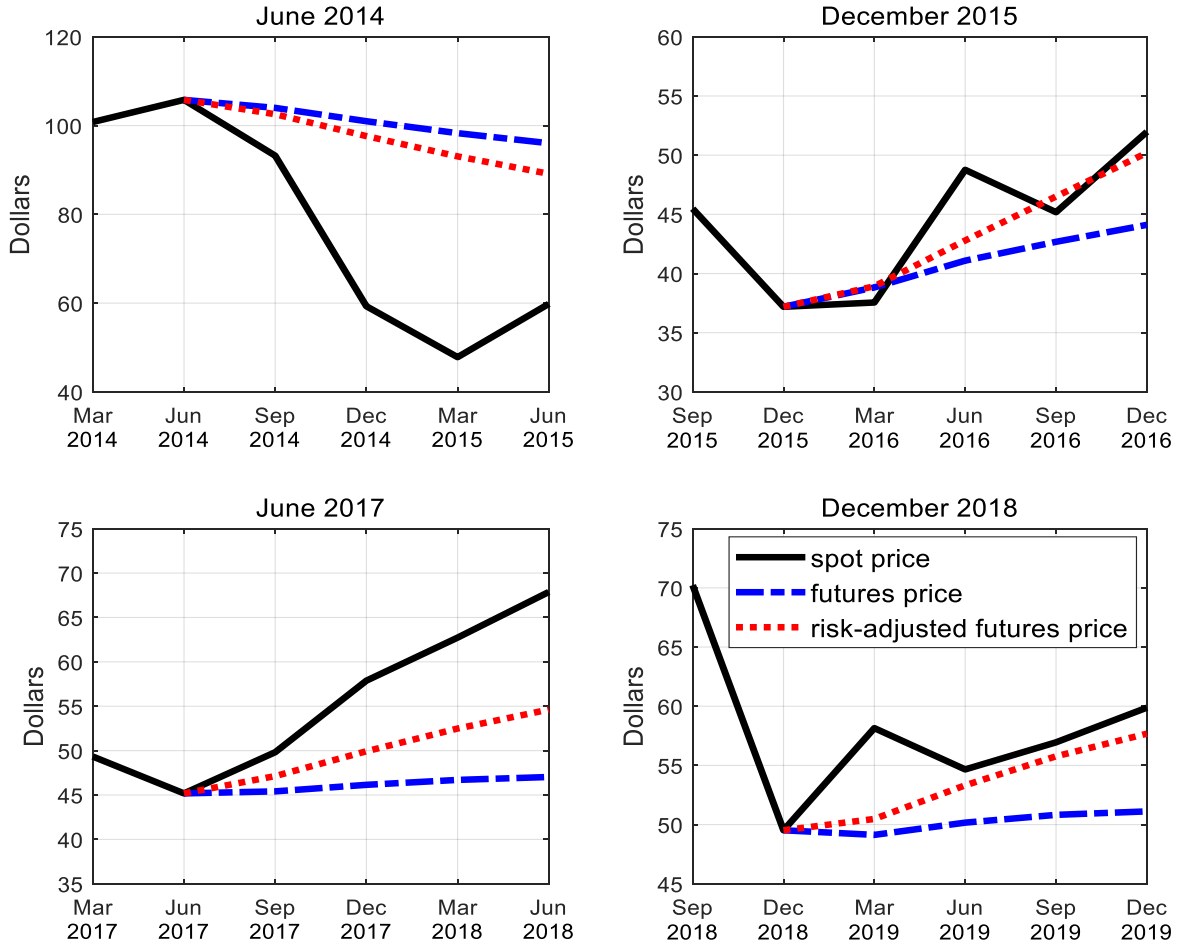 June 2014
Dollars
120
100
80
60
40
Mar Jun Sep Dec Mar Jun
2014 2014 2014 2014 2015 2015
December 2015
Dollars
60
55
50
45
40
35
30
Sep Dec Mar Jun Sep Dec
2015 2015 2016 2016 2016 2016
June 2017
Dollars
75
70
65
60
55
50
45
40
35
Mar Jun Sep Dec Mar Jun
2017 2017 2017 2017 2018 2018
December 2018
Dollars
75
70
65
60
55
50
45
spot price
futures price
risk-adjusted futures price
Sep Dec Mar Jun Sep Dec
2018 2018 2019 2019 2019 2019